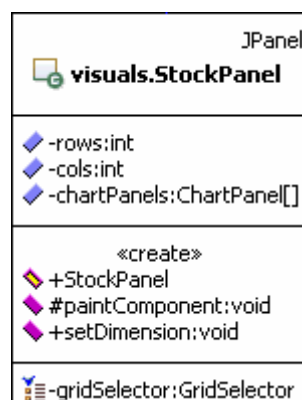 JPanel
visuals.StockPanel
-rows:int
-cols:int
-chartPanels:ChartPanel[]
«create»
+StockPanel
#paintComponent:void
+setDimension:void
-gridSelector:GridSelector